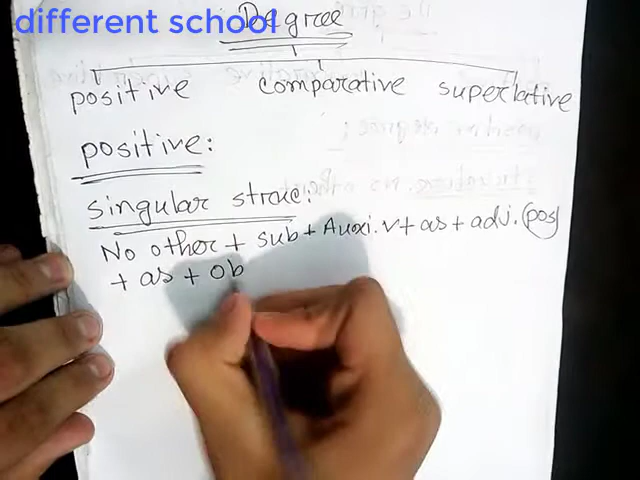 different school
Degree
positive comparative superlative
positive:
singular struc:
No other + sub + Auxi. v + as + adj. (pos)
+ as + ob